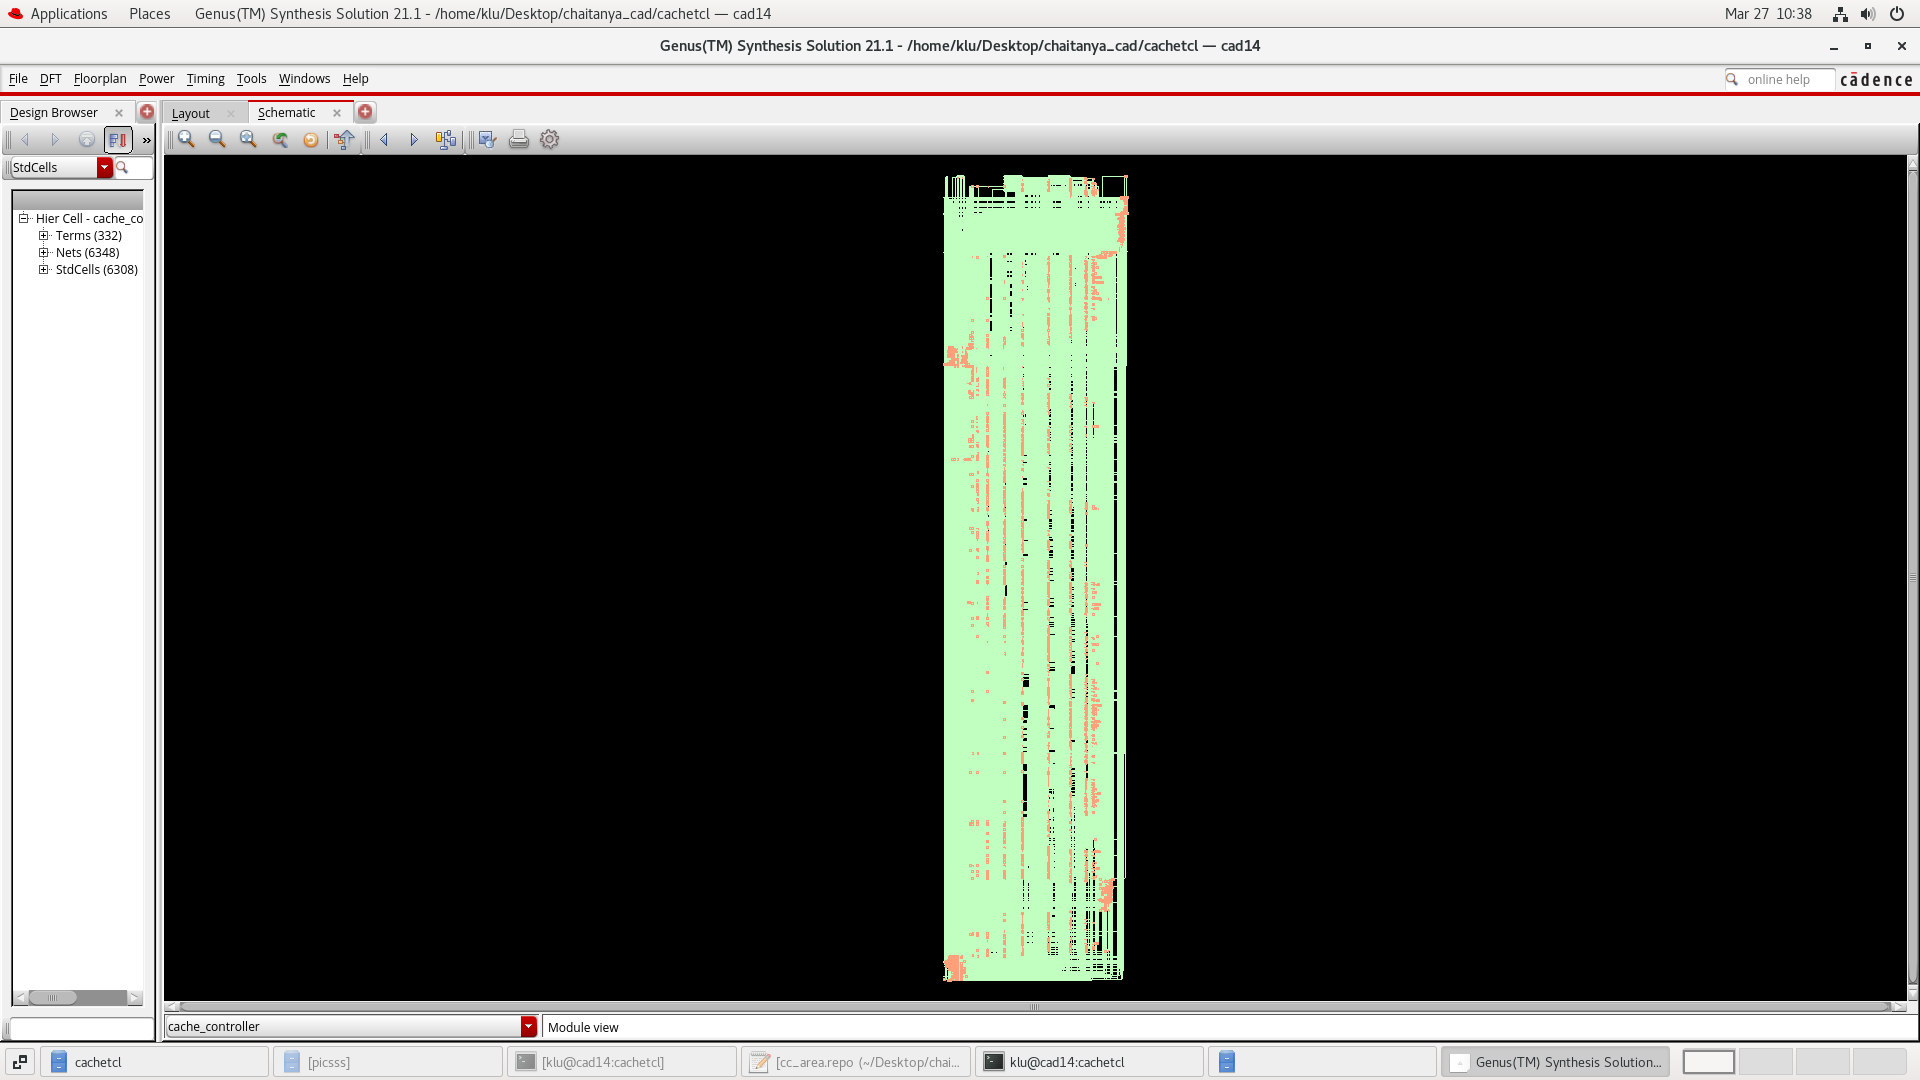 Applications Places Genus(TM) Synthesis Solution 21.1 - /home/klu/Desktop/chaitanya_cad/cachetcl — cad14 Mar 27 10:38
Genus(TM) Synthesis Solution 21.1 - /home/klu/Desktop/chaitanya_cad/cachetcl — cad14
File DFT Floorplan Power Timing Tools Windows Help online help cādence
Design Browser Layout Schematic
»
StdCells
Hier Cell - cache_co
Terms (332)
Nets (6348)
StdCells (6308)
cache_controller Module view
cachetcl [picsss] [klu@cad14:cachetcl] [cc_area.repo (~/Desktop/chai... klu@cad14:cachetcl Genus(TM) Synthesis Solution...